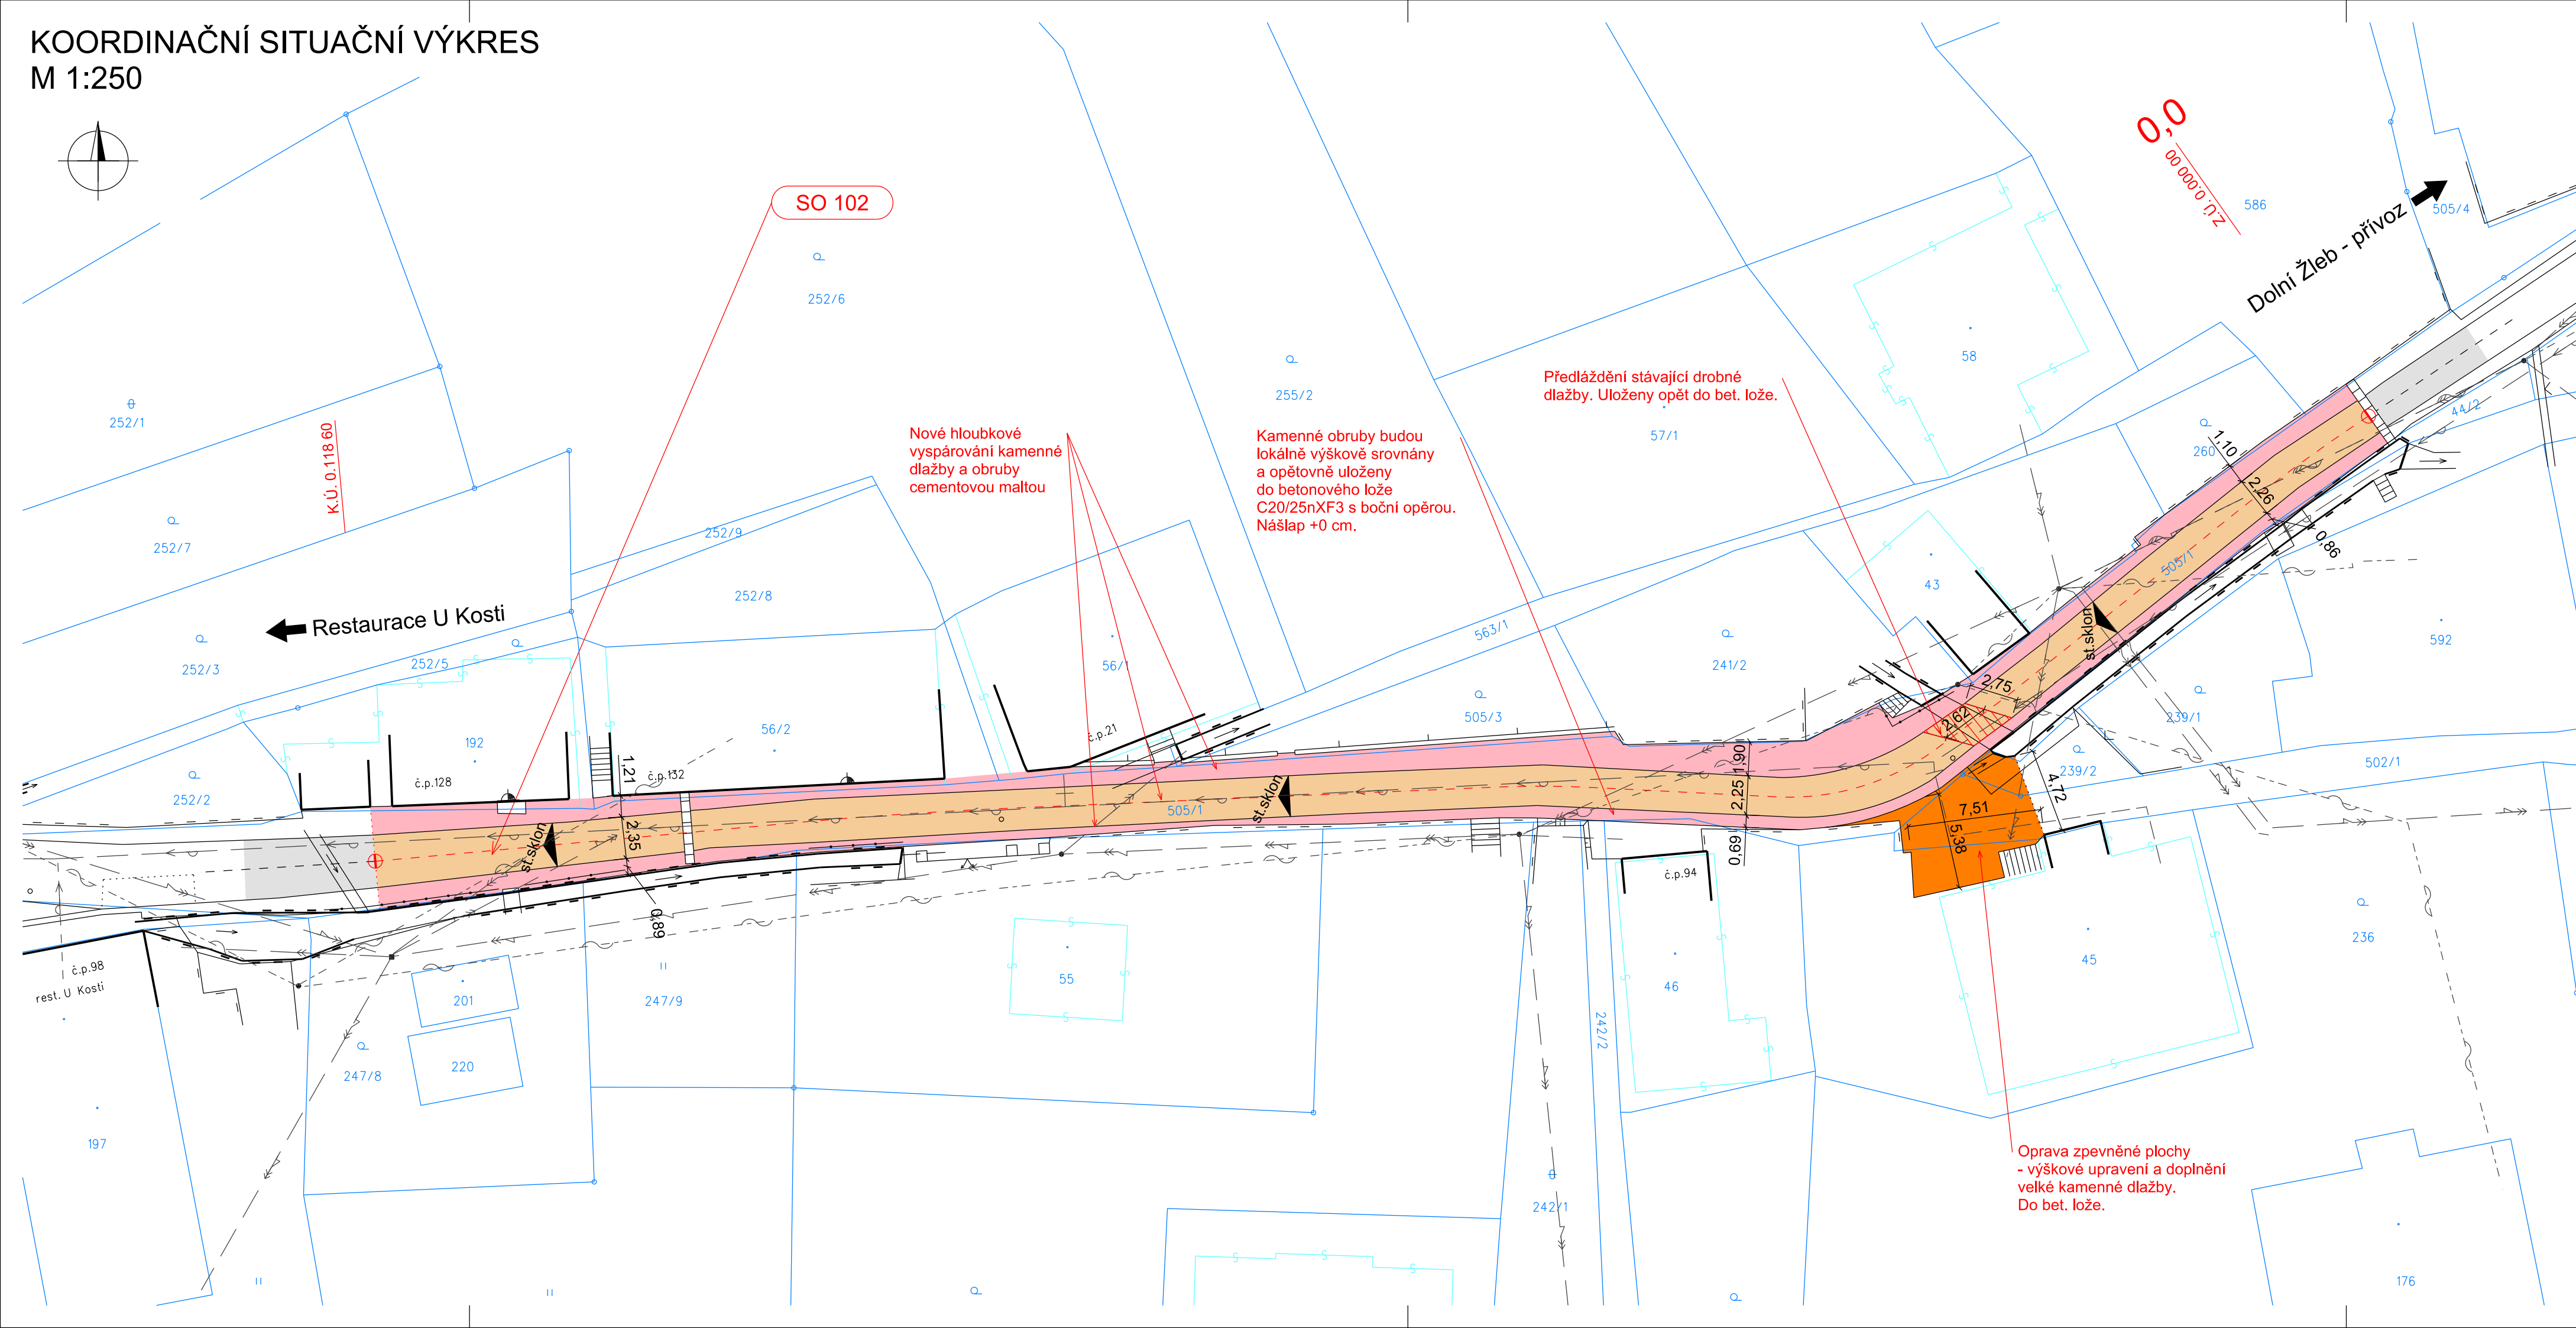 KOORDINAČNÍ SITUAČNÍ VÝKRES
M 1:250
SO 102
0,0
Z.Ú. 0.000 00
586
505/4
Dolní Žleb - přívoz
252/6
252/1
K.Ú. 0.118 60
252/7
252/3
Restaurace U Kosti
252/5
252/9
252/8
252/2
Nové hloubkové
vyspárování kamenné
dlažby a obruby
cementovou maltou
255/2
Kamenné obruby budou
lokálně výškově srovnány
a opětovně uloženy
do betonového lože
C20/25nXF3 s boční opěrou.
Nášlap +0 cm.
Předláždění stávající drobné
dlažby. Uloženy opět do bet. lože.
57/1
58
44/2
260
1,10
2,26
0,86
505/1
43
st.sklon
592
563/1
241/2
505/3
56/1
č.p.21
56/2
192
č.p.128
č.p.132
1,21
2,35
0,89
st.sklon
505/1
st.sklon
1,90
2,25
0,69
2,75
2,62
239/1
239/2
502/1
4,72
7,51
5,38
č.p.94
č.p.98
rest. U Kosti
201
220
247/8
247/9
197
55
46
45
236
242/2
242/1
Oprava zpevněné plochy
- výškové upravení a doplnění
velké kamenné dlažby.
Do bet. lože.
176